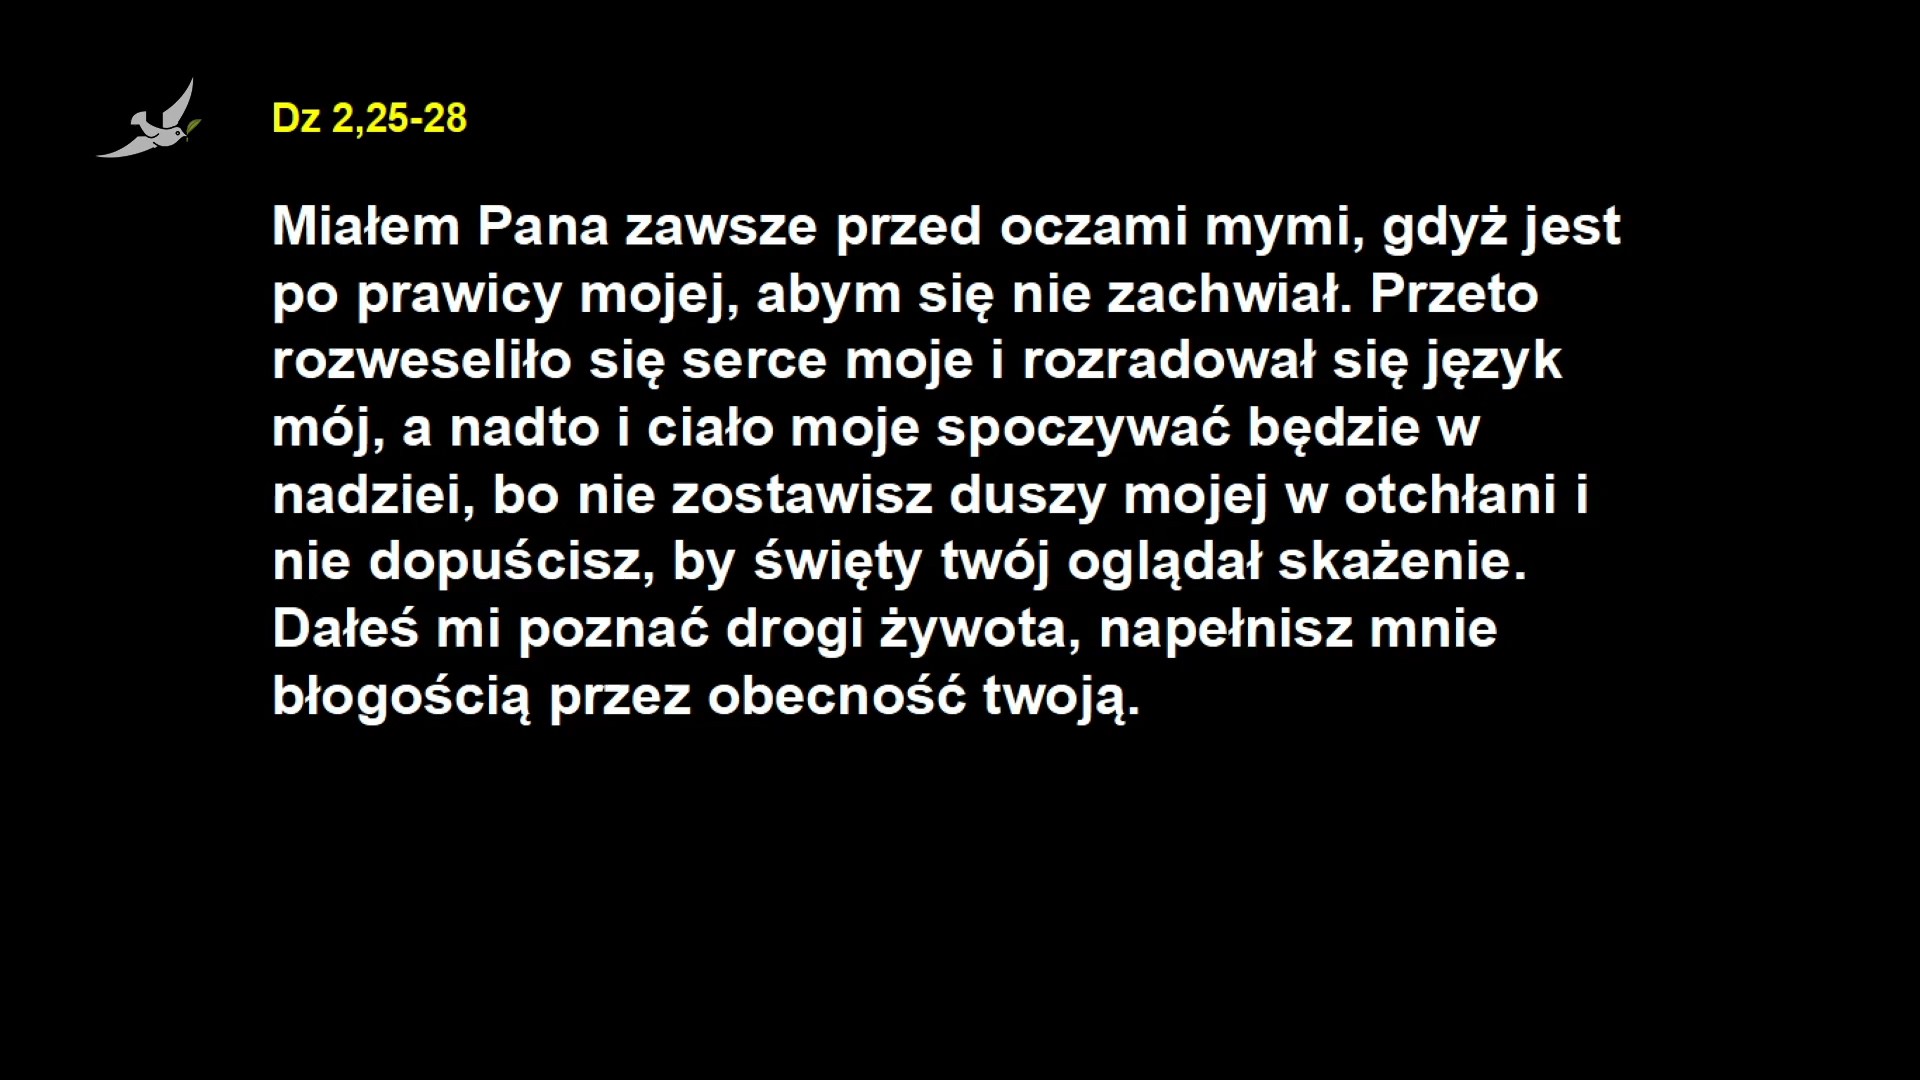 Dz 2,25-28
Miałem Pana zawsze przed oczami mymi, gdyż jest
po prawicy mojej, abym się nie zachwiał. Przeto
rozweseliło się serce moje i rozradował się język
mój, a nadto i ciało moje spoczywać będzie w
nadziei, bo nie zostawisz duszy mojej w otchłani i
nie dopuścisz, by święty twój oglądał skażenie.
Dałeś mi poznać drogi żywota, napełnisz mnie
błogością przez obecność twoją.